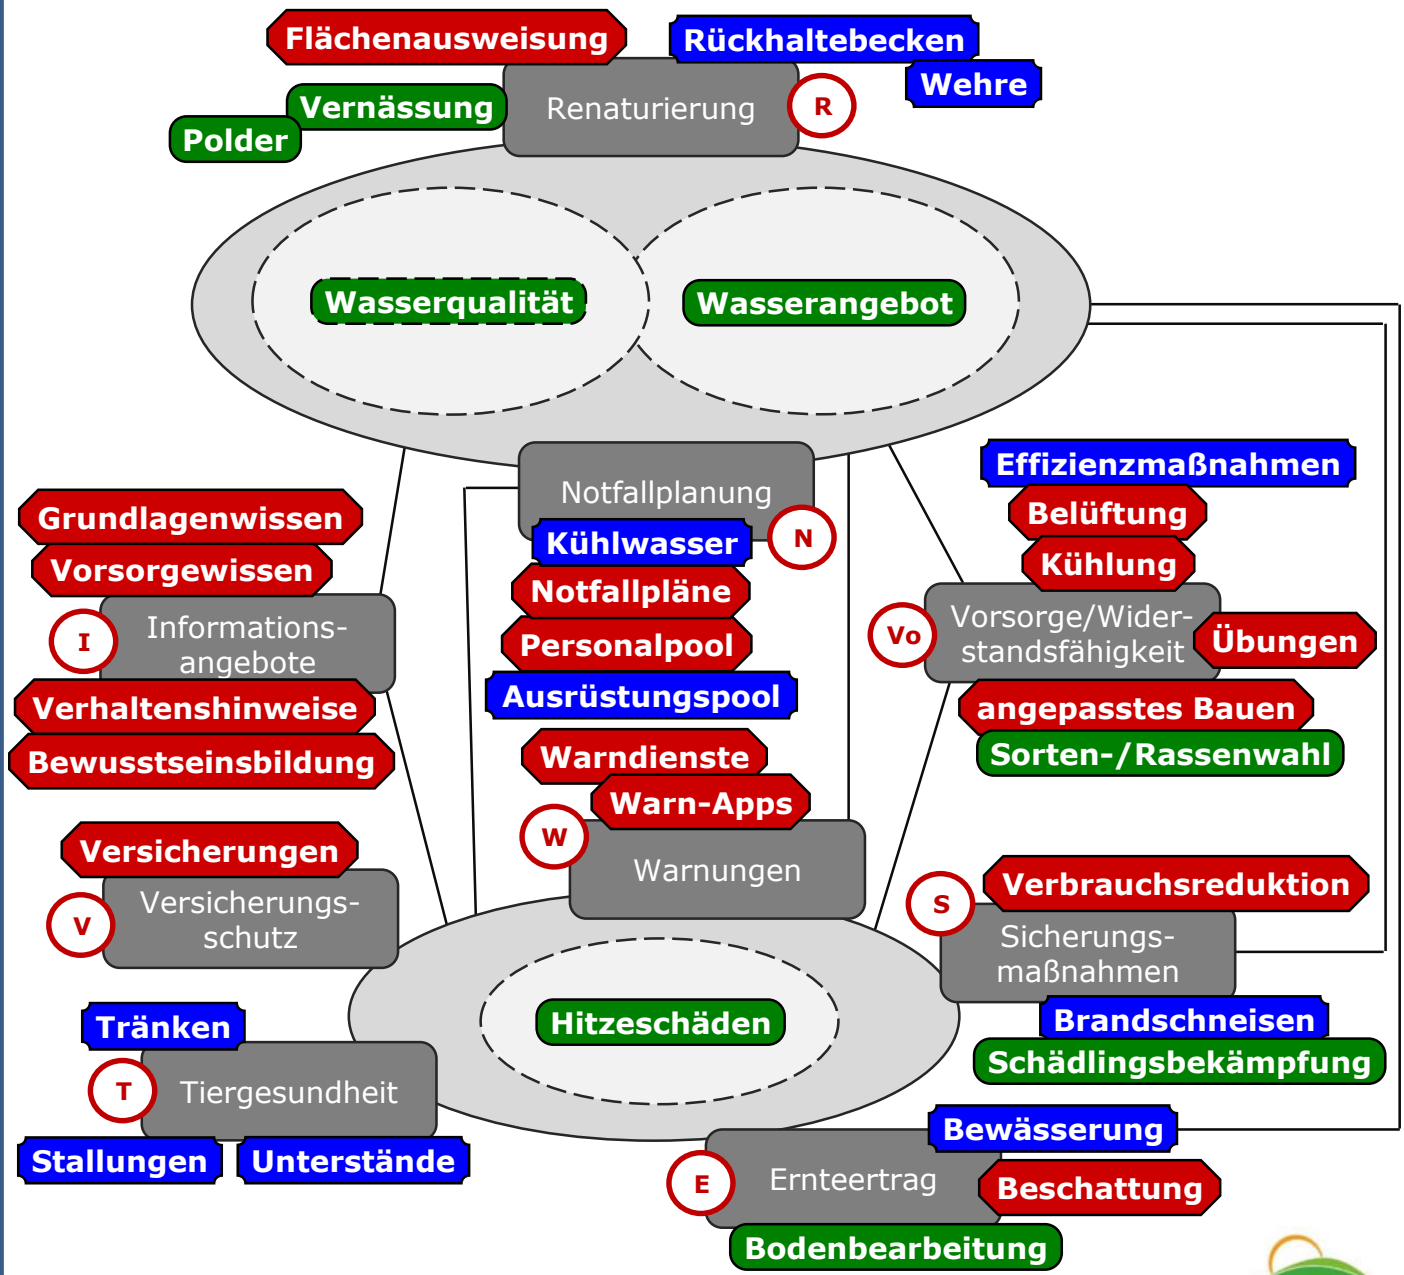 Flächenausweisung
Rückhaltebecken
Wehre
Vernässung
Renaturierung
R
Polder
Wasserqualität
Wasserangebot
Effizienzmaßnahmen
Notfallplanung
N
Grundlagenwissen
Belüftung
Kühlwasser
Vorsorgewissen
Kühlung
Notfallpläne
I
Informations-
angebote
Personalpool
Vo
Vorsorge/Wider-
standsfähigkeit
Übungen
Verhaltenshinweise
Ausrüstungspool
angepasstes Bauen
Bewusstseinsbildung
Warndienste
Sorten-/Rassenwahl
Warn-Apps
W
Warnungen
Versicherungen
V
Versicherungs-
schutz
Verbrauchsreduktion
S
Sicherungs-
maßnahmen
Tränken
Hitzeschäden
Brandschneisen
Schädlingsbekämpfung
T
Tiergesundheit
Stallungen
Unterstände
Bewässerung
E
Ernteertrag
Beschattung
Bodenbearbeitung